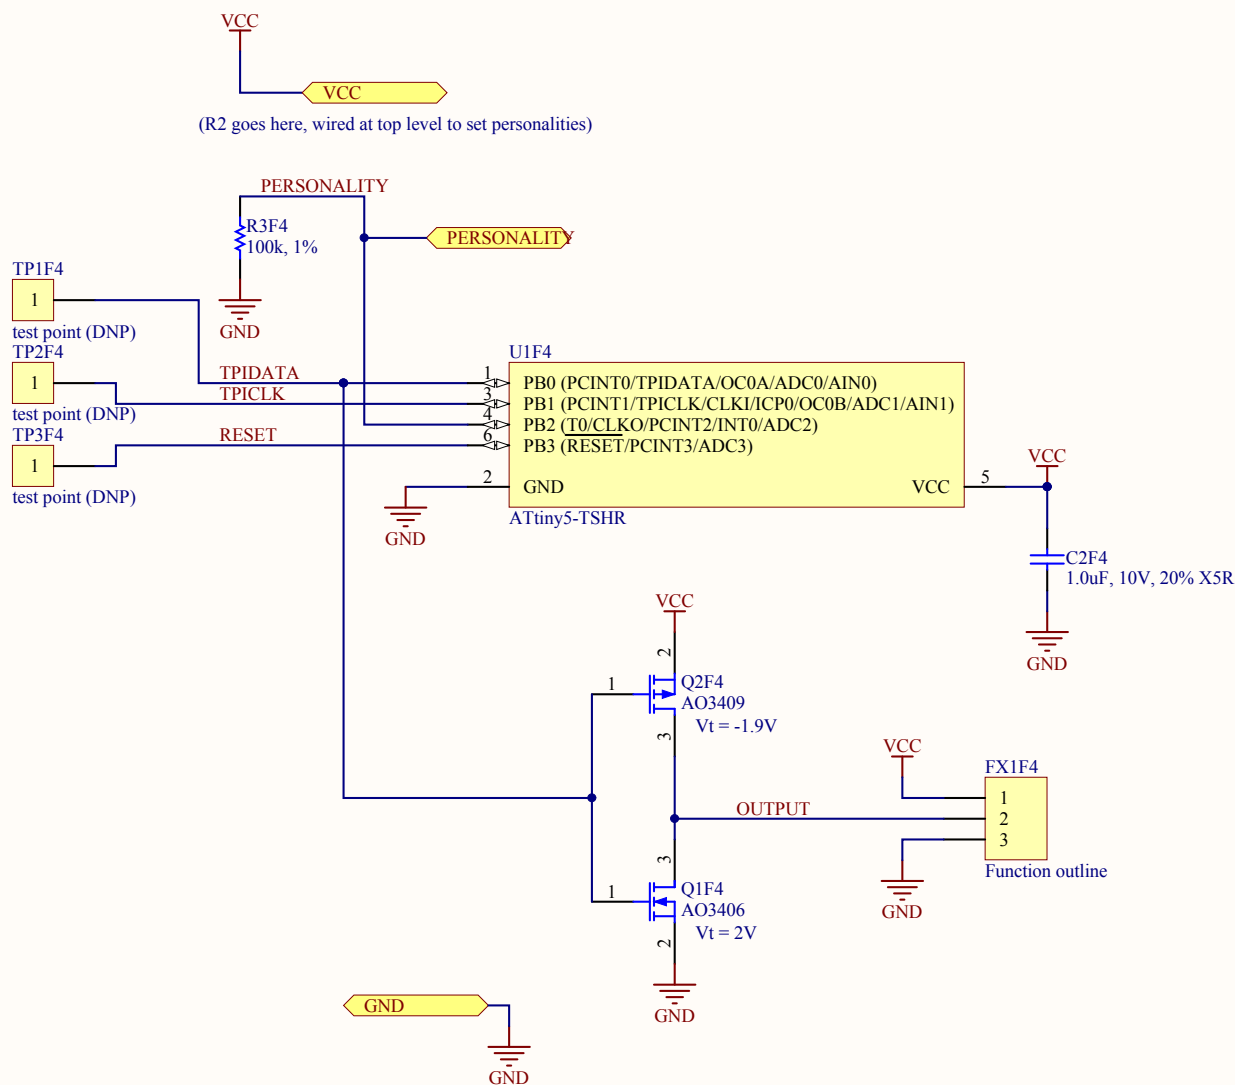 VCC
VCC
(R2 goes here, wired at top level to set personalities)
PERSONALITY
R3F4
100k, 1%
PERSONALITY
GND
TP1F4
1
test point (DNP)
TP2F4
1
test point (DNP)
TP3F4
1
test point (DNP)
TPIDATA
TPICLK
RESET
U1F4
1 PB0 (PCINT0/TPIDATA/OC0A/ADC0/AIN0)
3 PB1 (PCINT1/TPICLK/CLKI/ICP0/OC0B/ADC1/AIN1)
4 PB2 (T0/CLKO/PCINT2/INT0/ADC2)
6 PB3 (RESET/PCINT3/ADC3)
2 GND
VCC 5
ATtiny5-TSHR
GND
VCC
C2F4
1.0uF, 10V, 20% X5R
GND
VCC
2
1
Q2F4
AO3409
Vt = -1.9V
3
OUTPUT
VCC
FX1F4
1
2
3
Function outline
GND
3
1
Q1F4
AO3406
Vt = 2V
2
GND
GND
GND